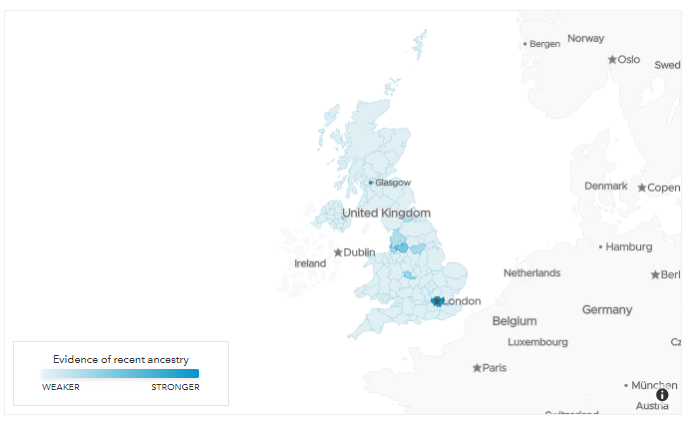 Bergen
Norway
Oslo
Swed
Glasgow
Denmark
Copen
United Kingdom
Hamburg
Dublin
Ireland
Netherlands
Berl
London
Germany
Belgium
Luxembourg
Cz
Evidence of recent ancestry
Paris
WEAKER
STRONGER
München
Austria
Switzerland